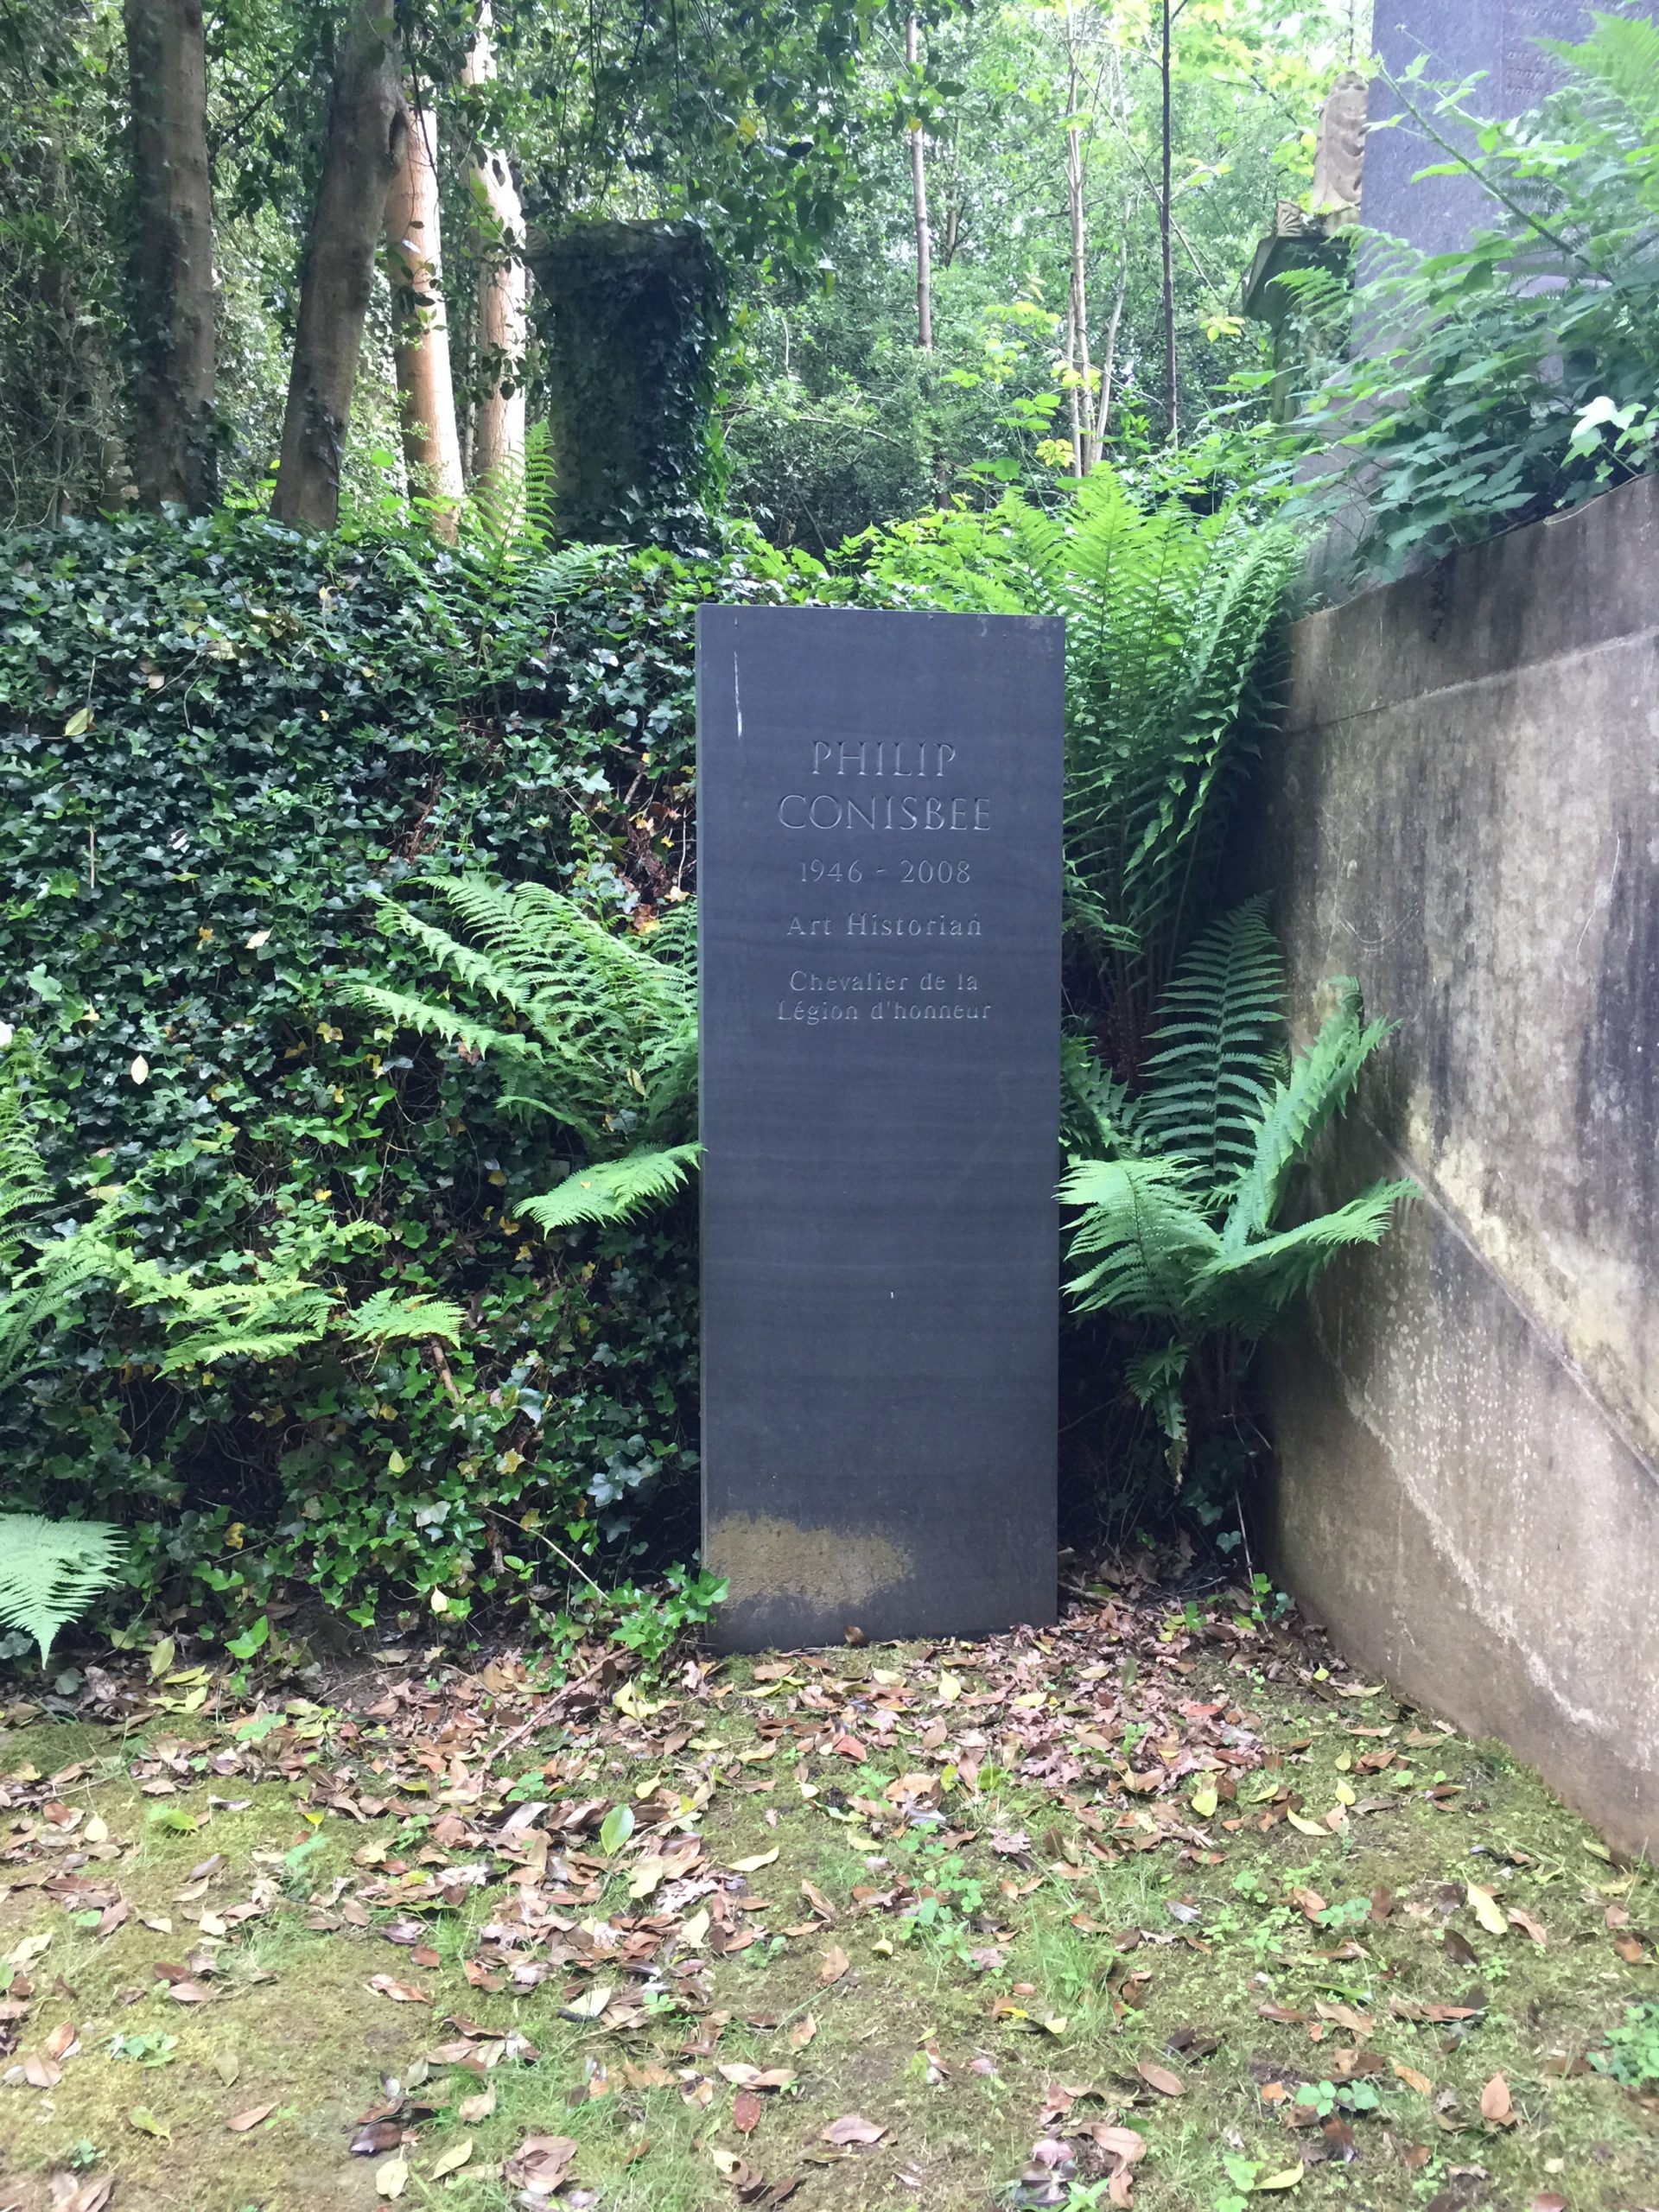 PHILIP
CONISBEE
1946 - 2008
Art Historian
Chevalier de la
Légion d'honneur